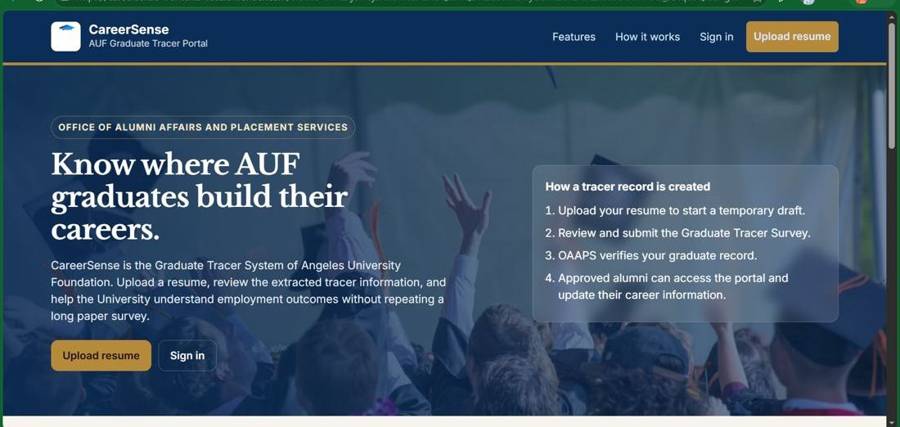 CareerSense
AUF Graduate Tracer Portal
Features
How it works
Sign in
Upload resume
OFFICE OF ALUMNI AFFAIRS AND PLACEMENT SERVICES
Know where AUF
graduates build their
careers.
CareerSense is the Graduate Tracer System of Angeles University
Foundation. Upload a resume, review the extracted tracer information, and
help the University understand employment outcomes without repeating a
long paper survey.
Upload resume
Sign in
How a tracer record is created
1. Upload your resume to start a temporary draft.
2. Review and submit the Graduate Tracer Survey.
3. OAAPS verifies your graduate record.
4. Approved alumni can access the portal and
update their career information.